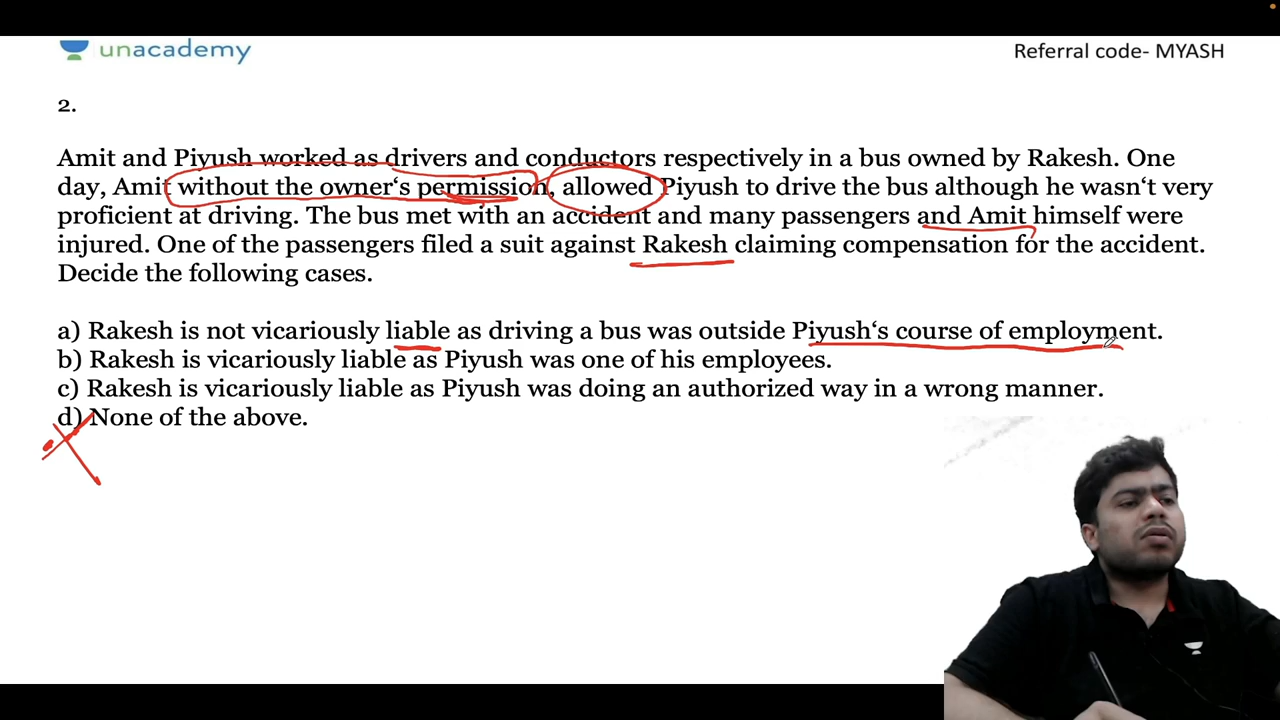 unacademy
Referral code- MYASH
2.
Amit and Piyush worked as drivers and conductors respectively in a bus owned by Rakesh. One
day, Amit without the owner‘s permission, allowed Piyush to drive the bus although he wasn‘t very
proficient at driving. The bus met with an accident and many passengers and Amit himself were
injured. One of the passengers filed a suit against Rakesh claiming compensation for the accident.
Decide the following cases.
a) Rakesh is not vicariously liable as driving a bus was outside Piyush‘s course of employment.
b) Rakesh is vicariously liable as Piyush was one of his employees.
c) Rakesh is vicariously liable as Piyush was doing an authorized way in a wrong manner.
d) None of the above.